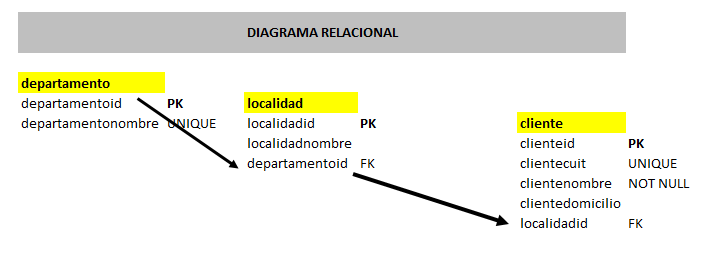 DIAGRAMA RELACIONAL
departamento
departamentoid PK
departamentonombre UNIQUE
localidad
localidadid PK
localidadnombre
departamentoid FK
cliente
clienteid PK
clientecuit UNIQUE
clientenombre NOT NULL
clientedomicilio
localidadid FK